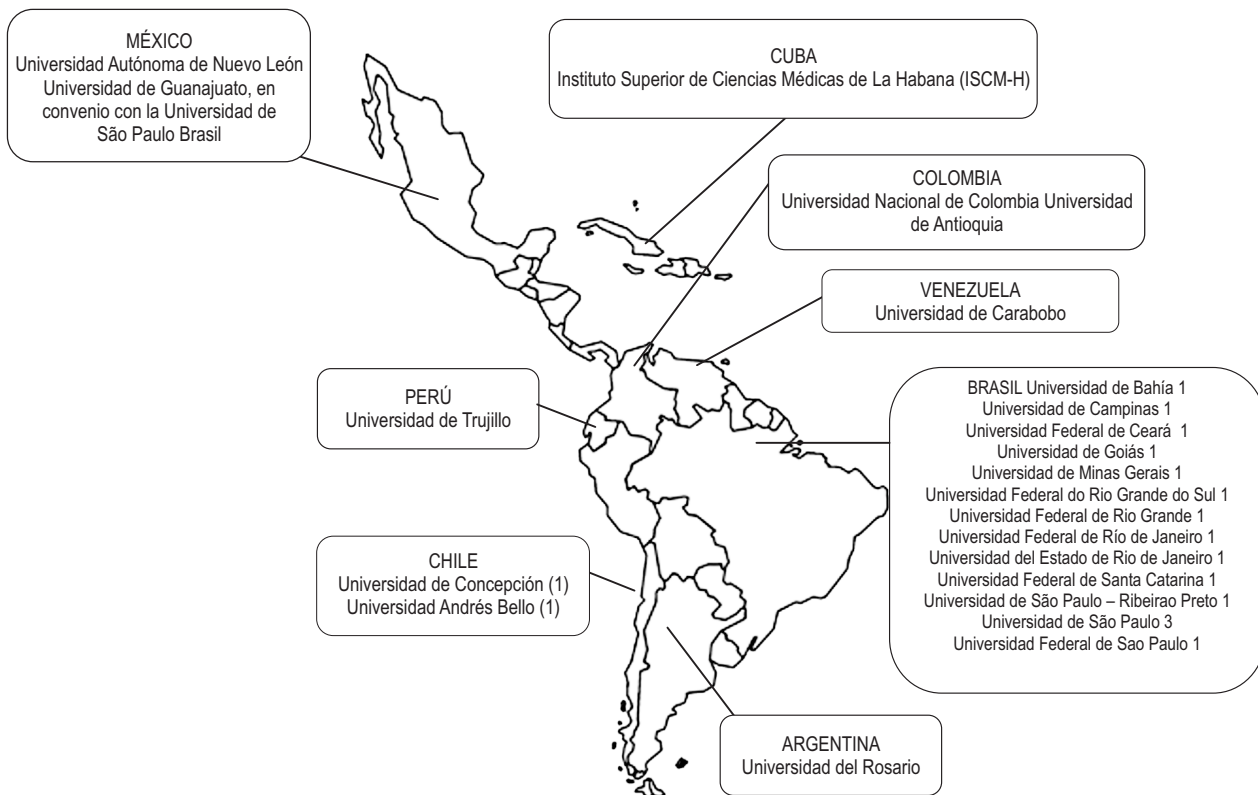 MÉXICO
Universidad Autónoma de Nuevo León
Universidad de Guanajuato, en
convenio con la Universidad de
São Paulo Brasil
CUBA
Instituto Superior de Ciencias Médicas de La Habana (ISCM-H)
COLOMBIA
Universidad Nacional de Colombia Universidad
de Antioquia
VENEZUELA
Universidad de Carabobo
PERÚ
Universidad de Trujillo
BRASIL Universidad de Bahía 1
Universidad de Campinas 1
Universidad Federal de Ceará 1
Universidad de Goiás 1
Universidad de Minas Gerais 1
Universidad Federal do Rio Grande do Sul 1
Universidad Federal de Rio Grande 1
Universidad Federal de Río de Janeiro 1
Universidad del Estado de Rio de Janeiro 1
Universidad Federal de Santa Catarina 1
Universidad de São Paulo – Ribeirao Preto 1
Universidad de São Paulo 3
Universidad Federal de Sao Paulo 1
CHILE
Universidad de Concepción (1)
Universidad Andrés Bello (1)
ARGENTINA
Universidad del Rosario